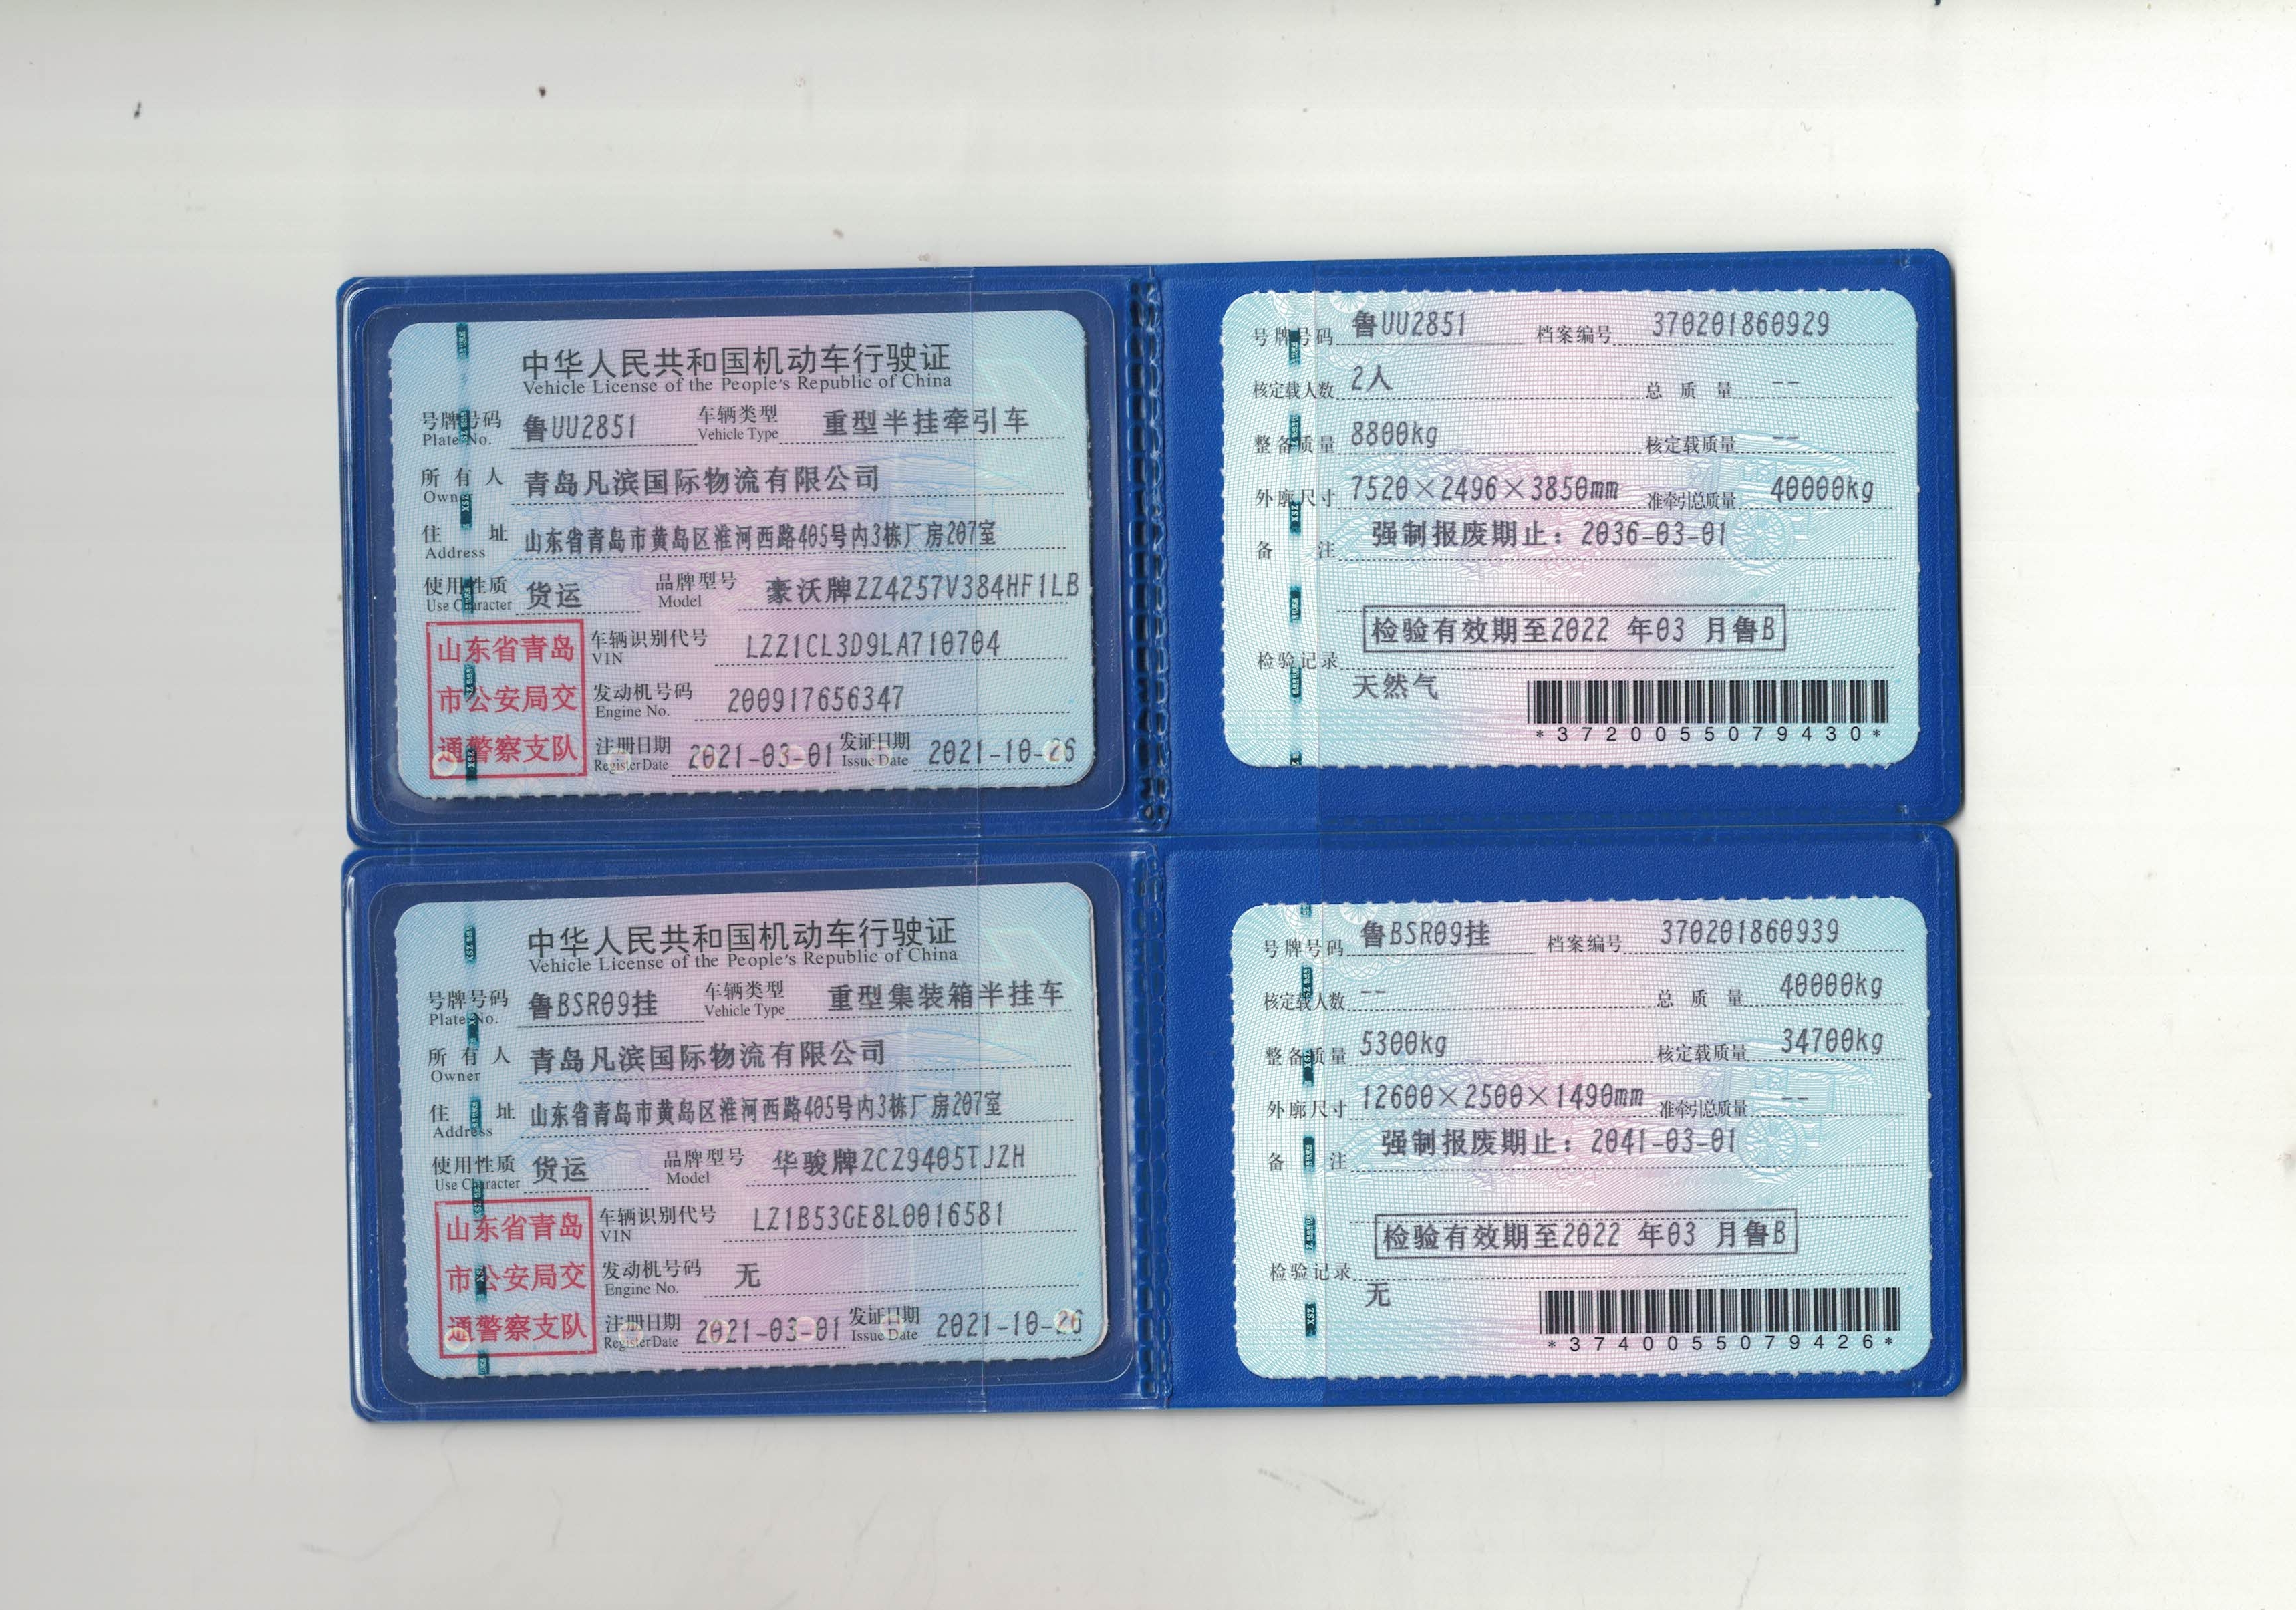 中华人民共和国机动车行驶证
Vehicle License of the People's Republic of China
号牌号码 鲁UU2851 车辆类型 重型半挂牵引车
Plate No. Vehicle Type
所有人 青岛凡滨国际物流有限公司
Owner
住址 山东省青岛市黄岛区淮河西路405号内3栋厂房207室
Address
使用性质 货运 品牌型号 豪沃牌ZZ4257V384HF1LB
Use Character Model
山东省青岛
市公安局交
通警察支队
车辆识别代号 LZZ1CL3D9LA710704
VIN
发动机号码 200917656347
Engine No.
注册日期 2021-03-01 发证日期 2021-10-26
Register Date Issue Date
号牌号码 鲁UU2851 档案编号 370201860929
核定载人数 2人 总质量 --
整备质量 8800kg 核定载质量 --
外廓尺寸 7520×2496×3850mm 准牵引总质量 40000kg
备注 强制报废期止：2036-03-01
检验有效期至2022 年03 月鲁B
检验记录
天然气
*3720055079430*
中华人民共和国机动车行驶证
Vehicle License of the People's Republic of China
号牌号码 鲁BSR09挂 车辆类型 重型集装箱半挂车
Plate No. Vehicle Type
所有人 青岛凡滨国际物流有限公司
Owner
住址 山东省青岛市黄岛区淮河西路405号内3栋厂房207室
Address
使用性质 货运 品牌型号 华骏牌ZCZ9405TJZH
Use Character Model
山东省青岛
市公安局交
通警察支队
车辆识别代号 LZ1B53GE8L0016581
VIN
发动机号码 无
Engine No.
注册日期 2021-03-01 发证日期 2021-10-26
Register Date Issue Date
号牌号码 鲁BSR09挂 档案编号 370201860939
核定载人数 -- 总质量 40000kg
整备质量 5300kg 核定载质量 34700kg
外廓尺寸 12600×2500×1490mm 准牵引总质量 --
备注 强制报废期止：2041-03-01
检验有效期至2022 年03 月鲁B
检验记录
无
*3740055079426*